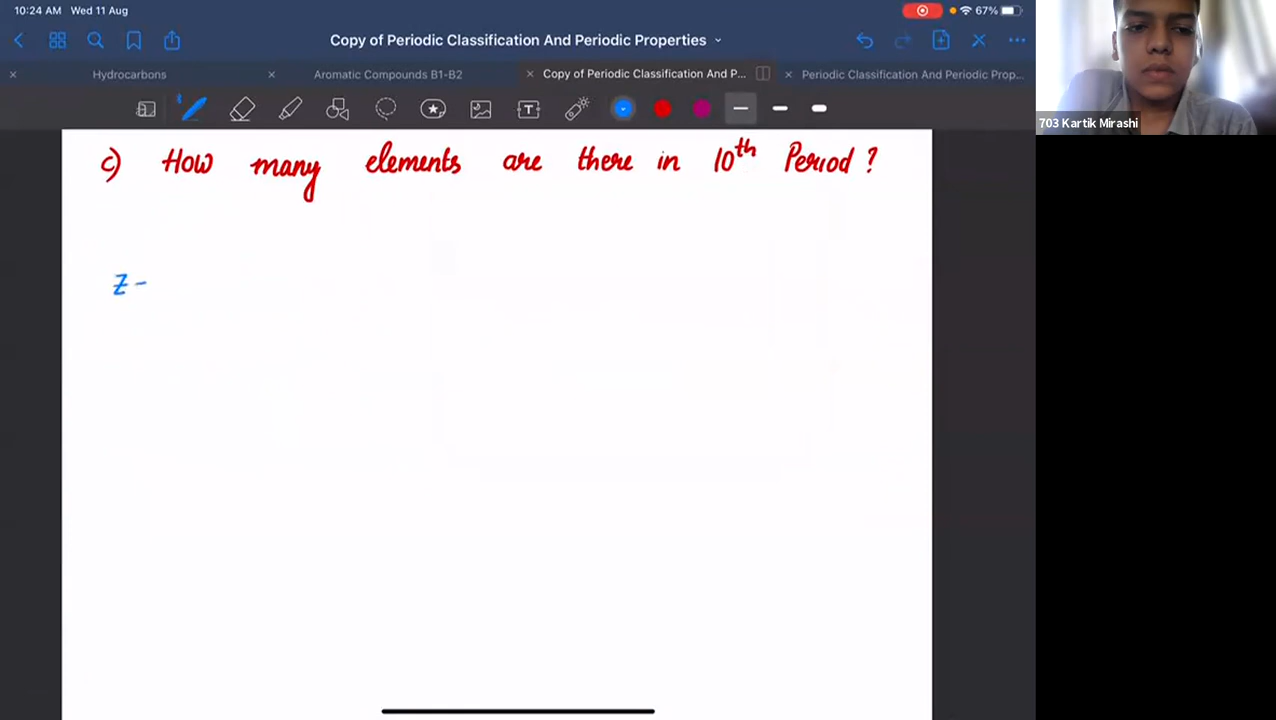 10:24 AM Wed 11 Aug
67%
Copy of Periodic Classification And Periodic Properties
Hydrocarbons
Aromatic Compounds B1-B2
Copy of Periodic Classification And P...
Periodic Classification And Periodic Prop...
T
703 Kartik Mirashi
c) How many elements are there in 10th Period ?
Z-